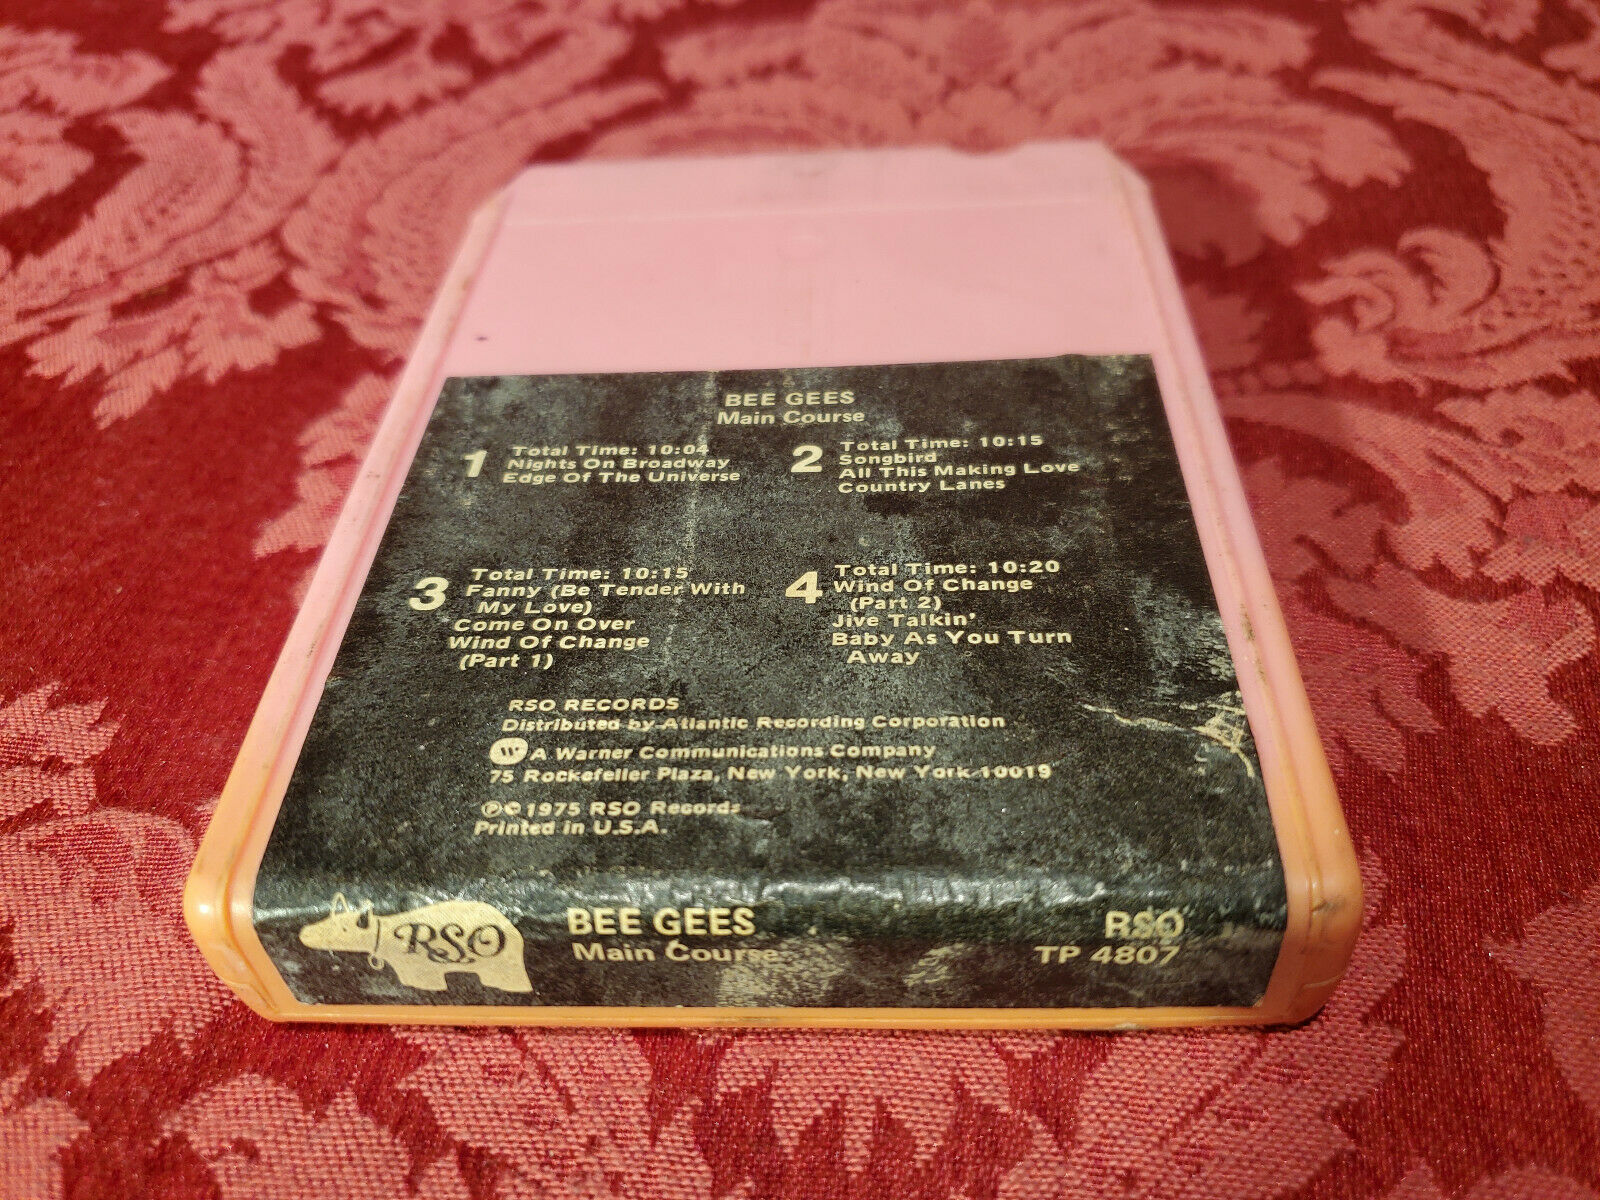 BEE GEES
Main Course
1
Total Time: 10:04
Nights On Broadway
Edge Of The Universe
2
Total Time: 10:15
Songbird
All This Making Love
Country Lanes
3
Total Time: 10:15
Fanny (Be Tender With
My Love)
Come On Over
Wind Of Change
(Part 1)
4
Total Time: 10:20
Wind Of Change
(Part 2)
Jive Talkin'
Baby As You Turn
Away
RSO RECORDS
Distributed by Atlantic Recording Corporation
W A Warner Communications Company
75 Rockefeller Plaza, New York, New York 10019
℗© 1975 RSO Records
Printed in U.S.A.
RSO
BEE GEES
Main Course
RSO
TP 4807